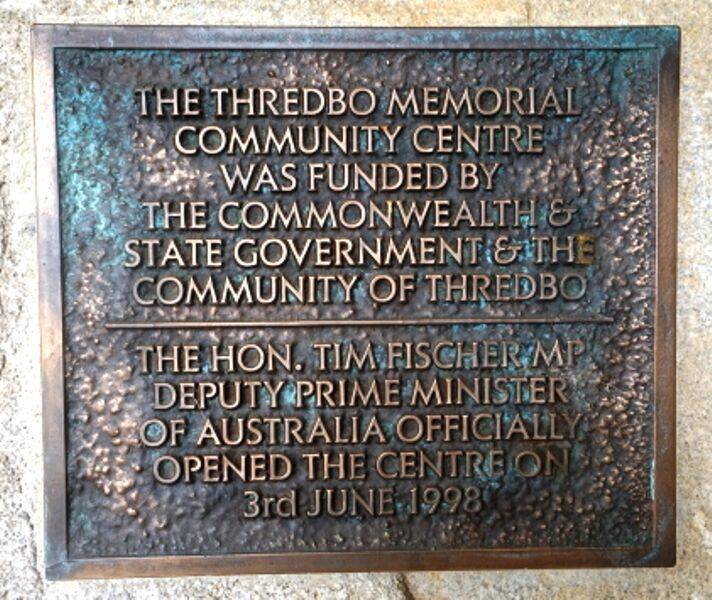 THE THREDBO MEMORIAL
COMMUNITY CENTRE
WAS FUNDED BY
THE COMMONWEALTH &
STATE GOVERNMENT & THE
COMMUNITY OF THREDBO
THE HON. TIM FISCHER MP
DEPUTY PRIME MINISTER
OF AUSTRALIA OFFICIALLY
OPENED THE CENTRE ON
3rd JUNE 1998